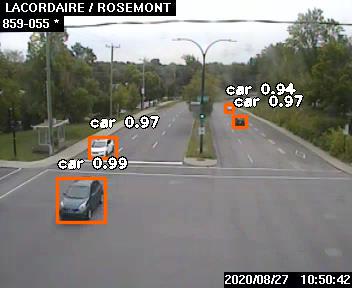 LACORDAIRE / ROSEMONT
859-055 *
car 0.94
car 0.97
car 0.97
car 0.99
2020/08/27 10:50:42